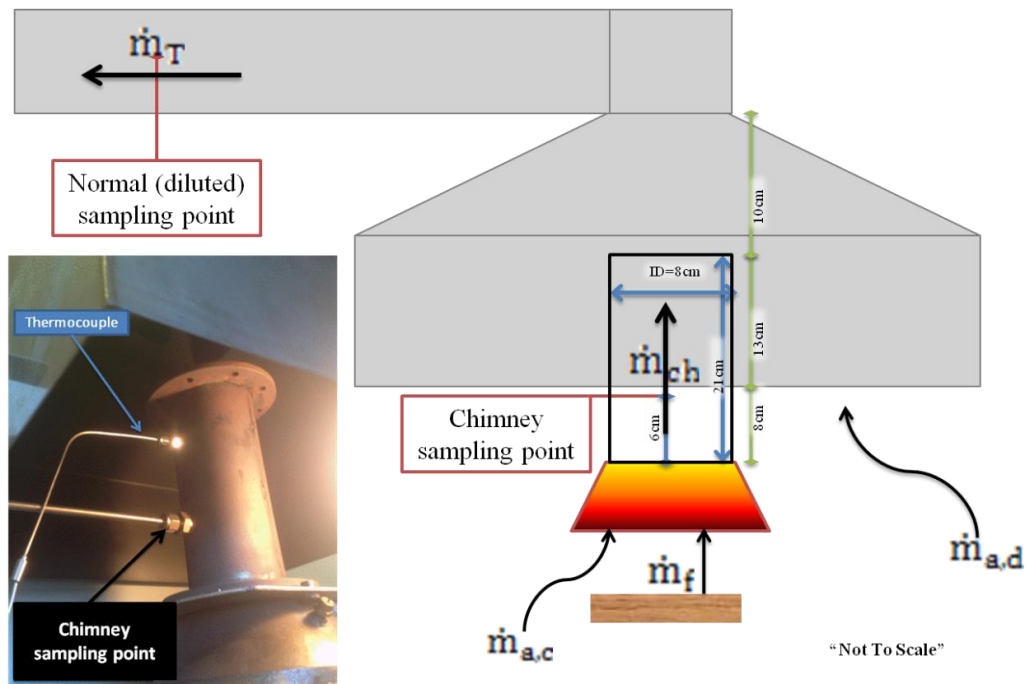 ṁT
Normal (diluted)
sampling point
10cm
ID=8cm
13cm
21cm
ṁch
Chimney
sampling point
6cm
8cm
Thermocouple
Chimney
sampling point
ṁf
ṁa,c
ṁa,d
“Not To Scale”